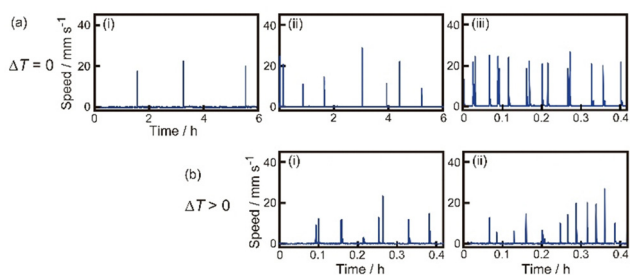 (a)
ΔT = 0
Speed / mm s⁻¹
40
20
0
(i)
2
4
6
Time / h
(ii)
2
4
6
Time / h
(iii)
0
0.1
0.2
0.3
0.4
Time / h
(b)
ΔT > 0
Speed / mm s⁻¹
40
20
0
(i)
0
0.1
0.2
0.3
0.4
Time / h
(ii)
0
0.1
0.2
0.3
0.4
Time / h